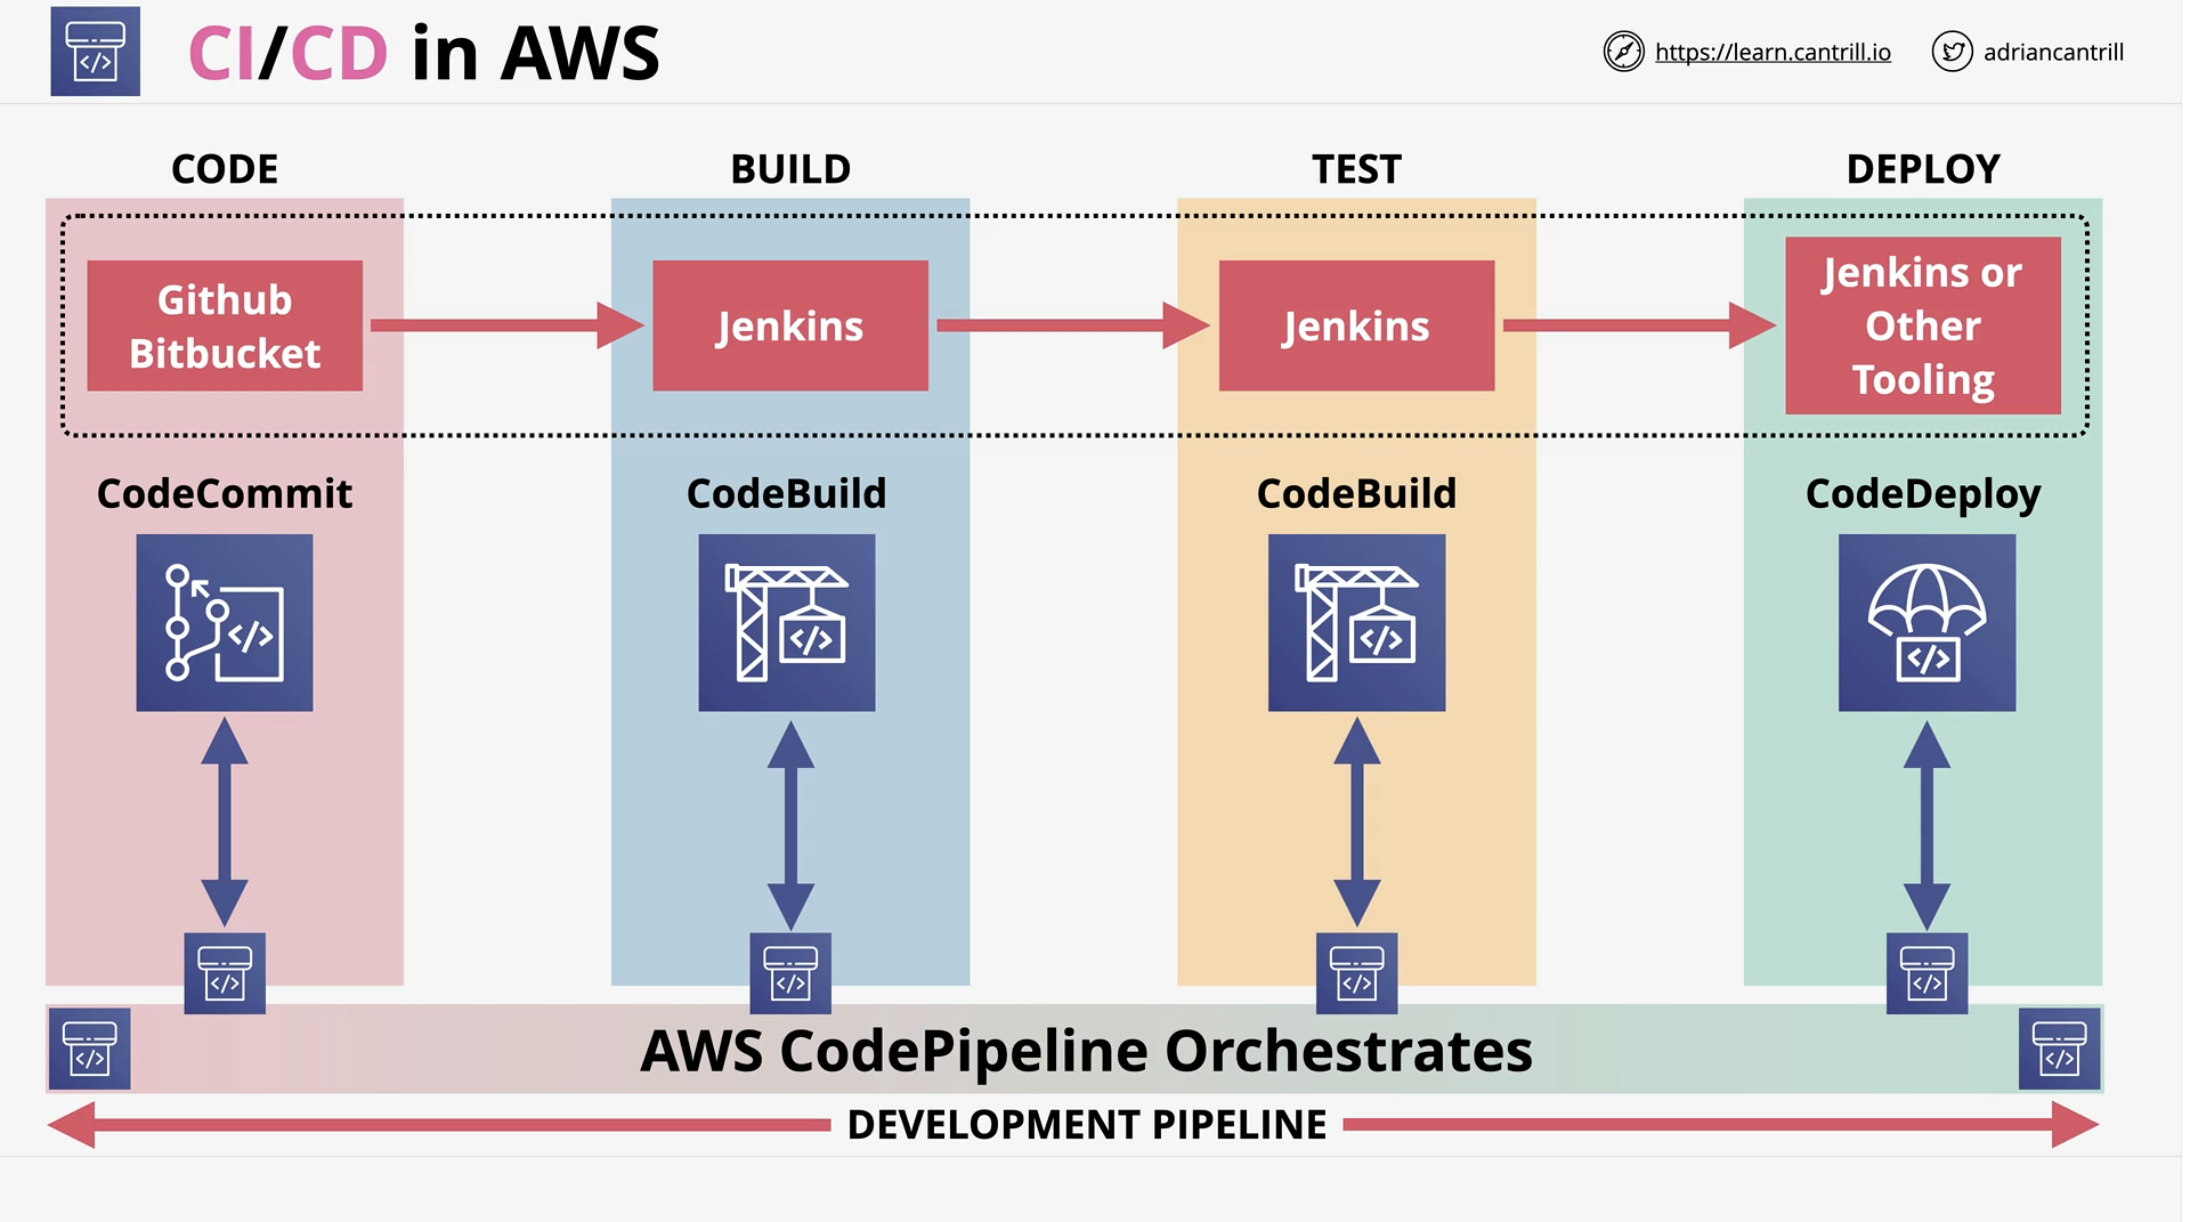 CI/CD in AWS
https://learn.cantrill.io
adriancantrill
CODE
BUILD
TEST
DEPLOY
Github
Bitbucket
Jenkins
Jenkins
Jenkins or
Other
Tooling
CodeCommit
CodeBuild
CodeBuild
CodeDeploy
AWS CodePipeline Orchestrates
DEVELOPMENT PIPELINE